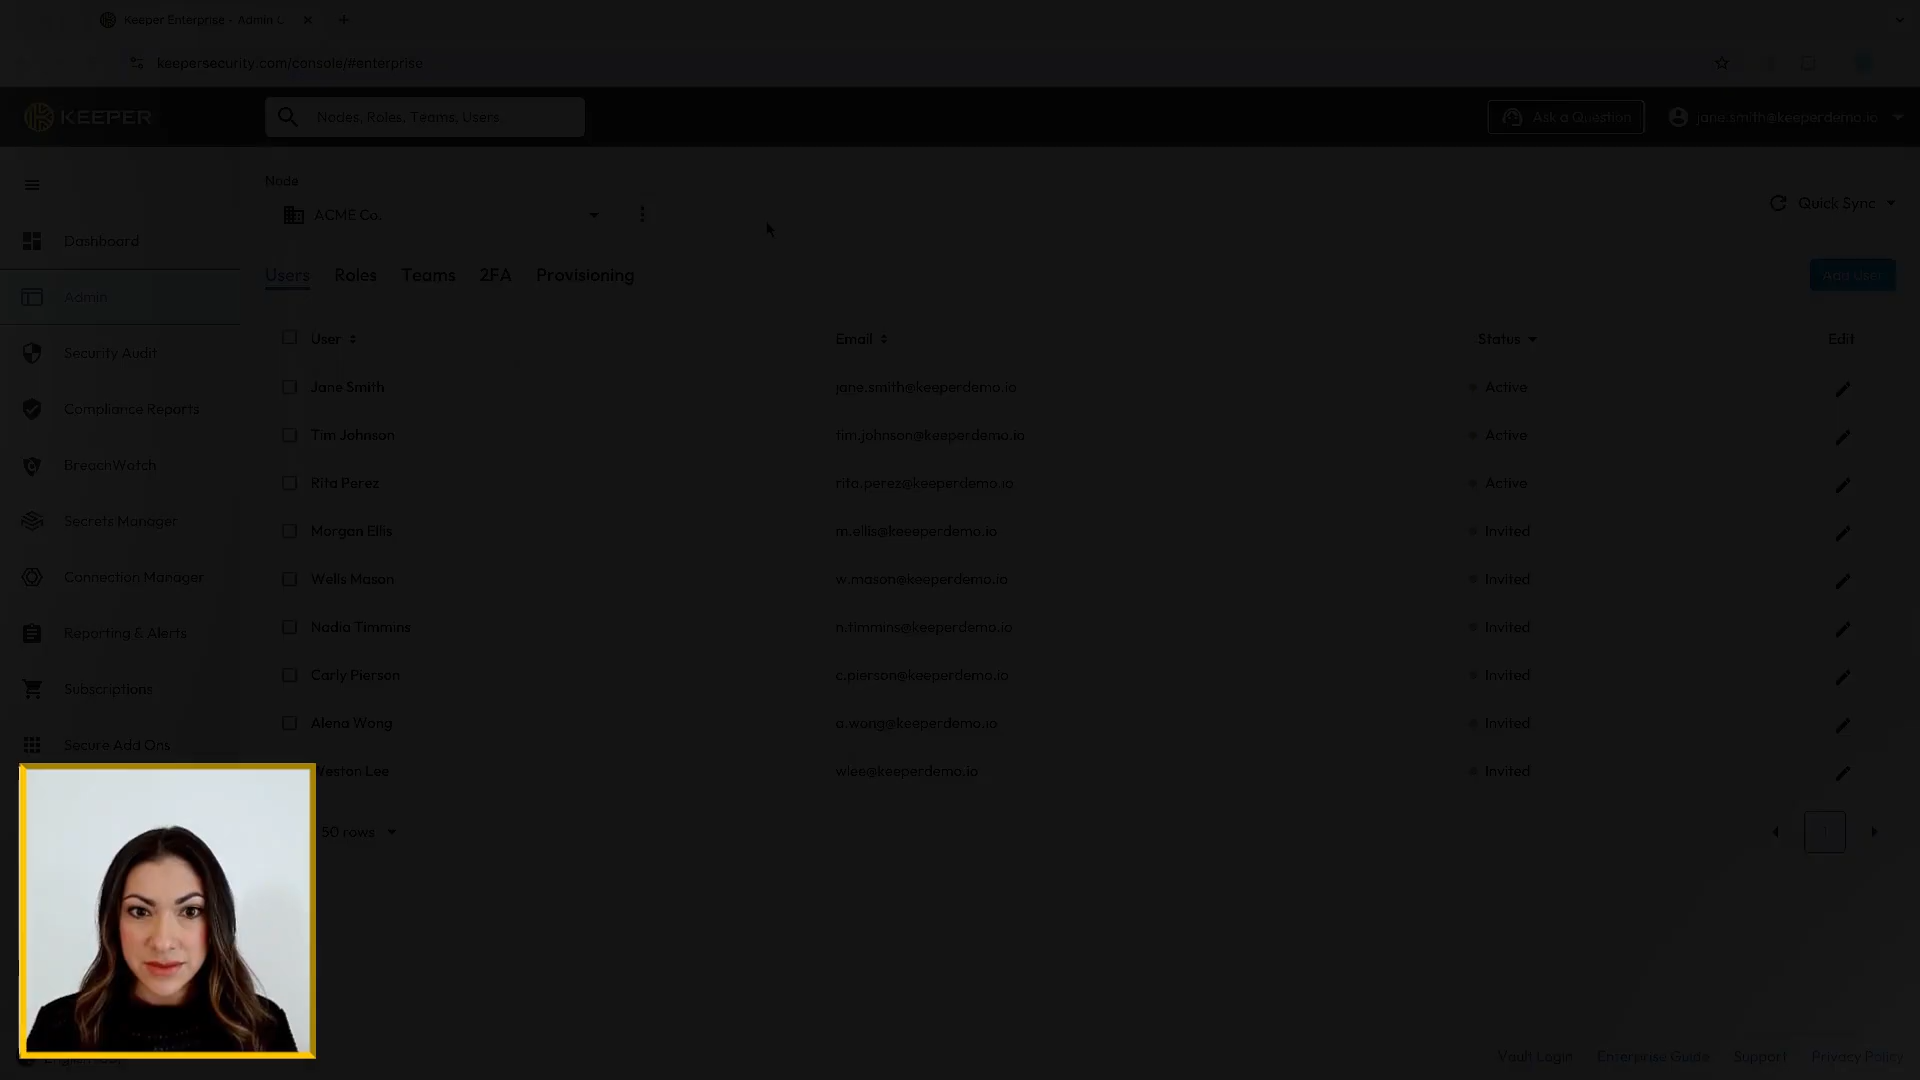 Keeper Enterprise - Admin C
keepersecurity.com/console/#enterprise
KEEPER
Nodes, Roles, Teams, Users
Ask a Question
jane.smith@keeperdemo.io
Node
ACME Co.
Quick Sync
Dashboard
Admin
Security Audit
Compliance Reports
BreachWatch
Secrets Manager
Connection Manager
Reporting & Alerts
Subscriptions
Secure Add Ons
Users Roles Teams 2FA Provisioning
Add User
User Email Status Edit
Jane Smith jane.smith@keeperdemo.io Active
Tim Johnson tim.johnson@keeperdemo.io Active
Rita Perez rita.perez@keeperdemo.io Active
Morgan Ellis m.ellis@keeeperdemo.io Invited
Wells Mason w.mason@keeperdemo.io Invited
Nadia Timmins n.timmins@keeperdemo.io Invited
Carly Pierson c.pierson@keeperdemo.io Invited
Alena Wong a.wong@keeperdemo.io Invited
Weston Lee wlee@keeperdemo.io Invited
50 rows
1
Vault Login Enterprise Guide Support Privacy Policy